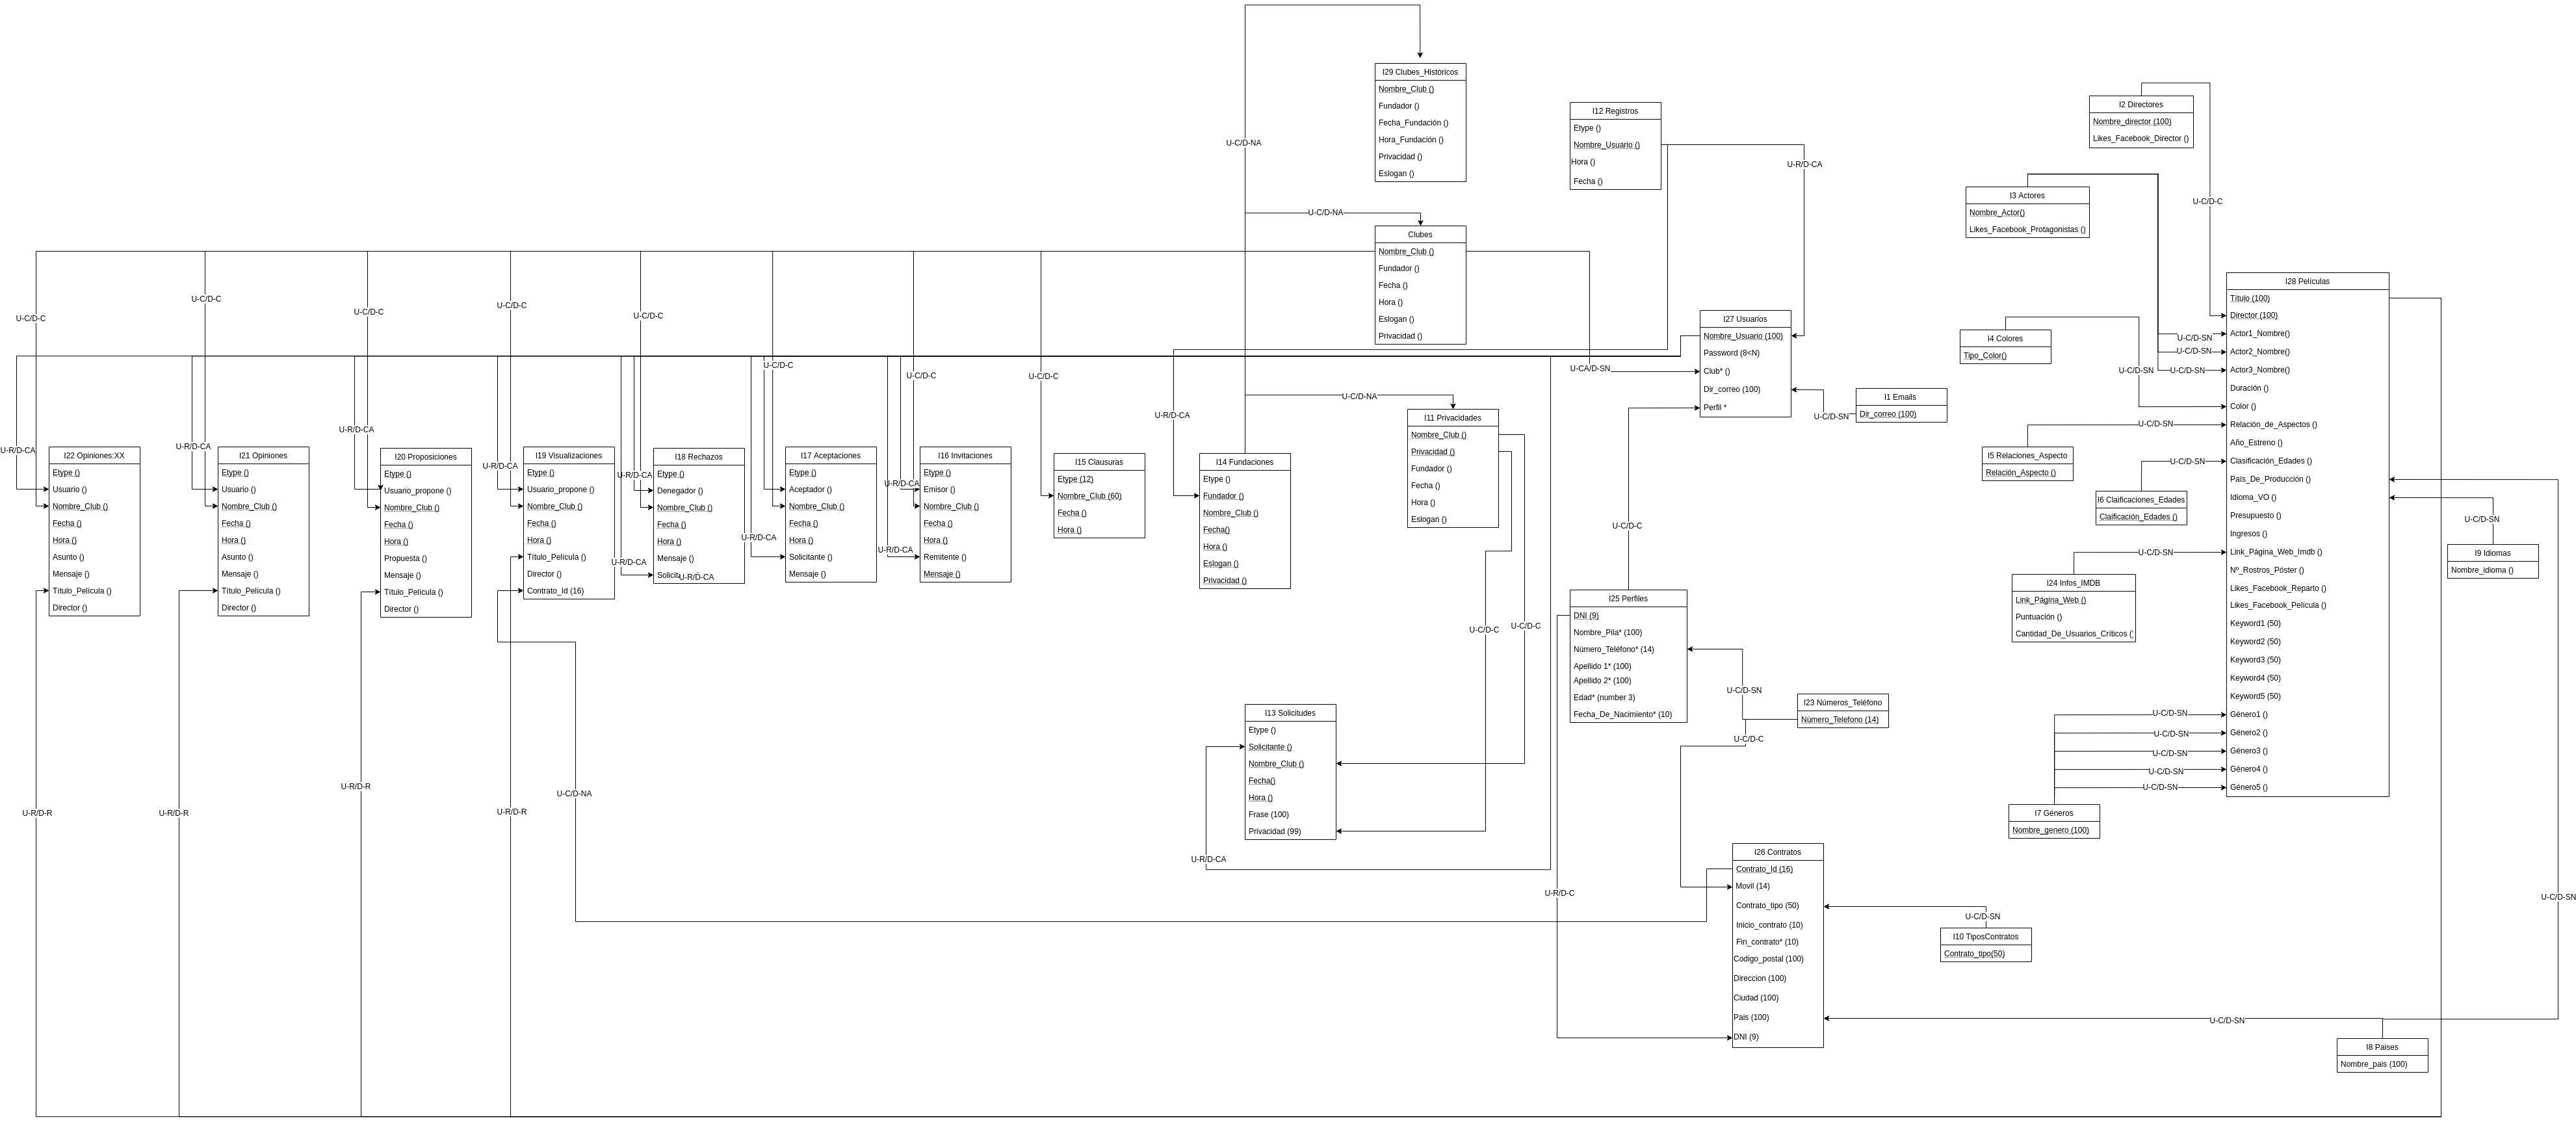 I29 Clubes_Históricos
Nombre_Club ()
Fundador ()
Fecha_Fundación ()
Hora_Fundación ()
Privacidad ()
Eslogan ()
I12 Registros
Etype ()
Nombre_Usuario ()
Hora ()
Fecha ()
I2 Directores
Nombre_director (100)
Likes_Facebook_Director ()
I3 Actores
Nombre_Actor()
Likes_Facebook_Protagonistas ()
U-C/D-NA
U-R/D-CA
U-C/D-C
U-C/D-NA
Clubes
Nombre_Club ()
Fundador ()
Fecha ()
Hora ()
Eslogan ()
Privacidad ()
I28 Películas
Título (100)
Director (100)
Actor1_Nombre()
Actor2_Nombre()
Actor3_Nombre()
Duración ()
Color ()
Relación_de_Aspectos ()
Año_Estreno ()
Clasificación_Edades ()
País_De_Producción ()
Idioma_VO ()
Presupuesto ()
Ingresos ()
Link_Página_Web_Imdb ()
Nº_Rostros_Póster ()
Likes_Facebook_Reparto ()
Likes_Facebook_Película ()
Keyword1 (50)
Keyword2 (50)
Keyword3 (50)
Keyword4 (50)
Keyword5 (50)
Género1 ()
Género2 ()
Género3 ()
Género4 ()
Género5 ()
U-C/D-C
U-C/D-C
U-C/D-C
U-C/D-C
U-C/D-C
U-C/D-C
U-C/D-C
U-C/D-C
I27 Usuarios
Nombre_Usuario (100)
Password (8<N)
Club* ()
Dir_correo (100)
Perfil *
U-CA/D-SN
I4 Colores
Tipo_Color()
U-C/D-SN
U-C/D-SN
U-C/D-SN
U-C/D-SN
I1 Emails
Dir_correo (100)
U-C/D-SN
U-C/D-NA
U-R/D-CA
I11 Privacidades
Nombre_Club ()
Privacidad ()
Fundador ()
Fecha ()
Hora ()
Eslogan ()
U-R/D-CA
U-R/D-CA
U-R/D-CA
U-R/D-CA
U-R/D-CA
U-R/D-CA
U-R/D-CA
U-R/D-CA
U-R/D-CA
U-R/D-CA
U-R/D-CA
I22 Opiniones:XX
Etype ()
Usuario ()
Nombre_Club ()
Fecha ()
Hora ()
Asunto ()
Mensaje ()
Título_Película ()
Director ()
I21 Opiniones
Etype ()
Usuario ()
Nombre_Club ()
Fecha ()
Hora ()
Asunto ()
Mensaje ()
Título_Película ()
Director ()
I20 Proposiciones
Etype ()
Usuario_propone ()
Nombre_Club ()
Fecha ()
Hora ()
Propuesta ()
Mensaje ()
Título_Película ()
Director ()
I19 Visualizaciones
Etype ()
Usuario_propone ()
Nombre_Club ()
Fecha ()
Hora ()
Título_Película ()
Director ()
Contrato_Id (16)
I18 Rechazos
Etype ()
Denegador ()
Nombre_Club ()
Fecha ()
Hora ()
Mensaje ()
I17 Aceptaciones
Etype ()
Aceptador ()
Nombre_Club ()
Fecha ()
Hora ()
Solicitante ()
Mensaje ()
I16 Invitaciones
Etype ()
Emisor ()
Nombre_Club ()
Fecha ()
Hora ()
Remitente ()
Mensaje ()
I15 Clausuras
Etype (12)
Nombre_Club (60)
Fecha ()
Hora ()
I14 Fundaciones
Etype ()
Fundador ()
Nombre_Club ()
Fecha()
Hora ()
Eslogan ()
Privacidad ()
U-C/D-SN
I5 Relaciones_Aspecto
Relación_Aspecto ()
U-C/D-SN
I6 Claificaciones_Edades
Claificación_Edades ()
U-C/D-SN
I24 Infos_IMDB
Link_Página_Web ()
Puntuación ()
Cantidad_De_Usuarios_Críticos (
U-C/D-SN
I9 Idiomas
Nombre_idioma ()
U-C/D-C
U-C/D-C
U-C/D-C
I25 Perfiles
DNI (9)
Nombre_Pila* (100)
Número_Teléfono* (14)
Apellido 1* (100)
Apellido 2* (100)
Edad* (number 3)
Fecha_De_Nacimiento* (10)
U-C/D-SN
I23 Números_Teléfono
Número_Telefono (14)
U-C/D-C
I13 Solicitudes
Etype ()
Solicitante ()
Nombre_Club ()
Fecha()
Hora ()
Frase (100)
Privacidad (99)
U-R/D-CA
U-C/D-SN
U-C/D-SN
U-C/D-SN
U-C/D-SN
U-C/D-SN
I7 Géneros
Nombre_genero (100)
U-R/D-R
U-R/D-R
U-R/D-R
U-R/D-R
U-C/D-NA
U-R/D-C
I26 Contratos
Contrato_Id (16)
Movil (14)
Contrato_tipo (50)
Inicio_contrato (10)
Fin_contrato* (10)
Codigo_postal (100)
Direccion (100)
Ciudad (100)
Pais (100)
DNI (9)
U-C/D-SN
I10 TiposContratos
Contrato_tipo(50)
U-C/D-SN
U-C/D-SN
I8 Paises
Nombre_pais (100)